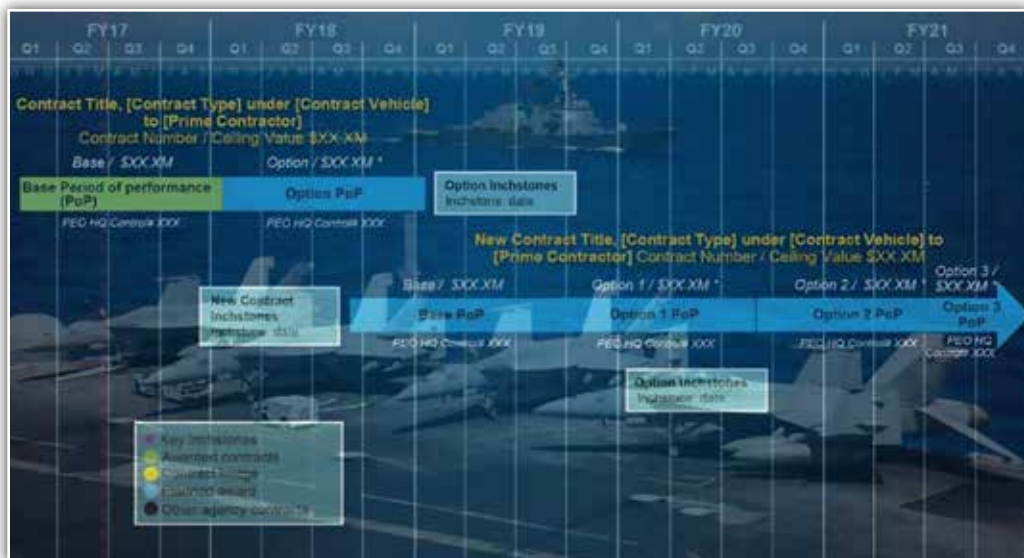 FY17 FY18 FY19 FY20 FY21
Q1 Q2 Q3 Q4 Q1 Q2 Q3 Q4 Q1 Q2 Q3 Q4 Q1 Q2 Q3 Q4 Q1 Q2 Q3 Q4
Contract Title, [Contract Type] under [Contract Vehicle]
to [Prime Contractor]
Contract Number / Ceiling Value $XX.XM
Base / $XX.XM
Option / $XX.XM *
Base Period of performance
(PoP)
Option PoP
PEO HQ Controls XXX
PEO HQ Controls XXX
Option Inchstones
Inchstone date
New Contract Title, [Contract Type] under [Contract Vehicle] to
[Prime Contractor] Contract Number / Ceiling Value $XX.XM
New Contract
Inchstones
Inchstone date
Base / $XX.XM
Option 1 / $XX.XM *
Option 2 / $XX.XM *
Option 3 /
$XX.XM *
Base PoP
Option 1 PoP
Option 2 PoP
Option 3
PoP
PEO HQ Controls XXX
PEO HQ Controls XXX
PEO HQ Controls XXX
PEO HQ
Controls XXX
Option Inchstones
Inchstone date
Key Inchstones
Awarded contracts
Contract bridge
Planned award
Other agency contracts